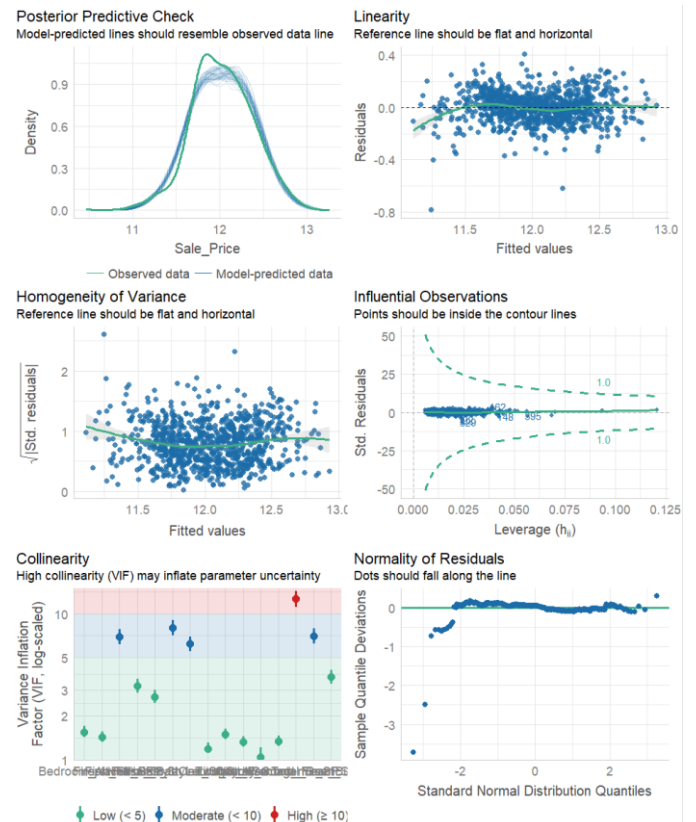 Posterior Predictive Check
Model-predicted lines should resemble observed data line
Density
0.9
0.6
0.3
0.0
11
12
13
Sale_Price
Observed data
Model-predicted data
Linearity
Reference line should be flat and horizontal
Residuals
0.4
0.0
-0.4
-0.8
11.5
12.0
12.5
13.0
Fitted values
Homogeneity of Variance
Reference line should be flat and horizontal
√|Std. residuals|
2
1
0
11.5
12.0
12.5
13.0
Fitted values
Influential Observations
Points should be inside the contour lines
Std. Residuals
50
25
0
-25
-50
1.0
1.0
0.000
0.025
0.050
0.075
0.100
0.125
Leverage (hii)
Collinearity
High collinearity (VIF) may inflate parameter uncertainty
Variance Inflation
Factor (VIF, log-scaled)
10
5
3
2
1
Low (< 5)
Moderate (< 10)
High (≥ 10)
Normality of Residuals
Dots should fall along the line
Sample Quantile Deviations
0
-1
-2
-3
-2
0
2
Standard Normal Distribution Quantiles